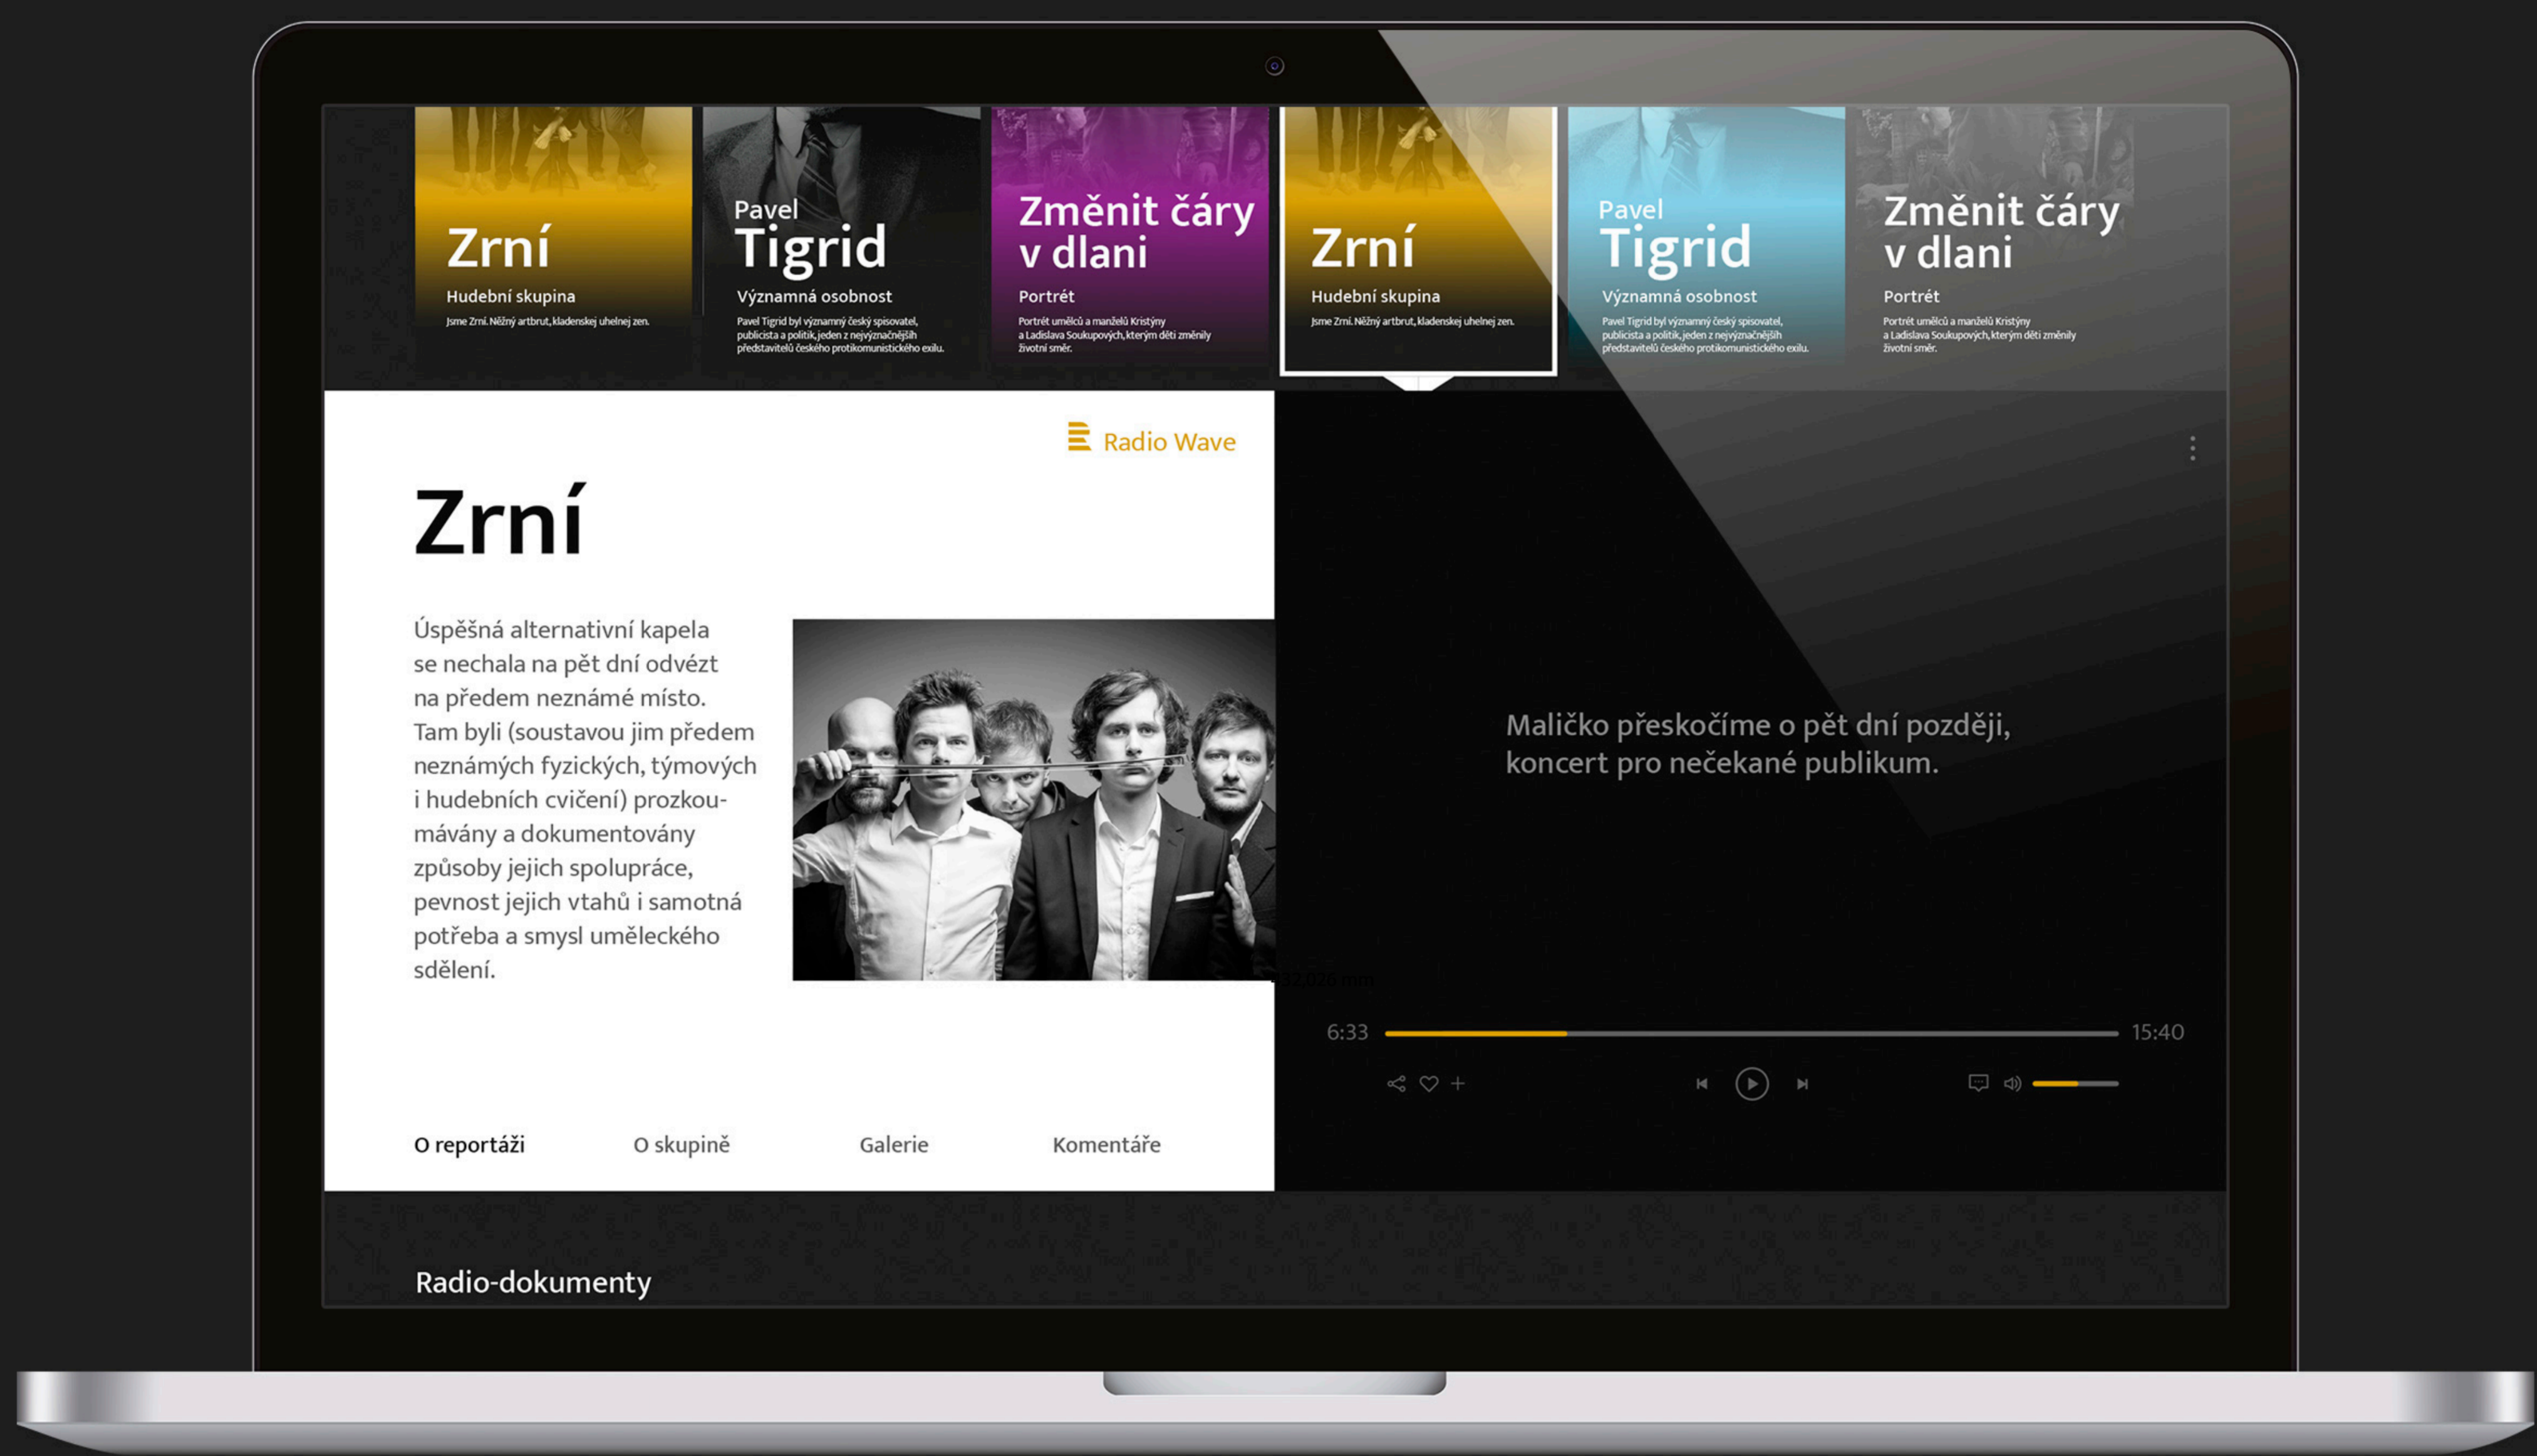 Zrní
Hudební skupina
Jsme Zrní. Něžný artbrut, kladenskej uhelnej zen.
Pavel
Tigrid
Významná osobnost
Pavel Tigrid byl významný český spisovatel,
publicista a politik, jeden z nejvýznačnějšíh
představitelů českého protikomunistického exilu.
Změnit čáry
v dlani
Portrét
Portrét umělců a manželů Kristýny
a Ladislava Soukupových, kterým děti změnily
životní směr.
Zrní
Hudební skupina
Jsme Zrní. Něžný artbrut, kladenskej uhelnej zen.
Pavel
Tigrid
Významná osobnost
Pavel Tigrid byl významný český spisovatel,
publicista a politik, jeden z nejvýznačnějšíh
představitelů českého protikomunistického exilu.
Změnit čáry
v dlani
Portrét
Portrét umělců a manželů Kristýny
a Ladislava Soukupových, kterým děti změnily
životní směr.
Radio Wave
Zrní
Úspěšná alternativní kapela
se nechala na pět dní odvézt
na předem neznámé místo.
Tam byli (soustavou jim předem
neznámých fyzických, týmových
i hudebních cvičení) prozkou-
mávány a dokumentovány
způsoby jejich spolupráce,
pevnost jejich vtahů i samotná
potřeba a smysl uměleckého
sdělení.
O reportáži
O skupině
Galerie
Komentáře
Maličko přeskočíme o pět dní později,
koncert pro nečekané publikum.
6:33
15:40
Radio-dokumenty